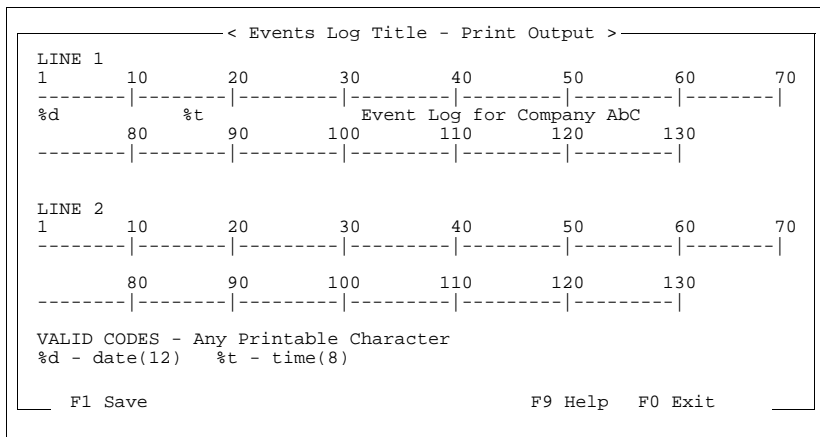 < Events Log Title - Print Output >
LINE 1
1 10 20 30 40 50 60 70
--------|--------|---------|---------|---------|---------|--------|
%d %t Event Log for Company AbC
80 90 100 110 120 130
--------|--------|---------|---------|---------|---------|
LINE 2
1 10 20 30 40 50 60 70
--------|--------|---------|---------|---------|---------|--------|
80 90 100 110 120 130
--------|--------|---------|---------|---------|---------|
VALID CODES - Any Printable Character
%d - date(12) %t - time(8)
F1 Save F9 Help F0 Exit